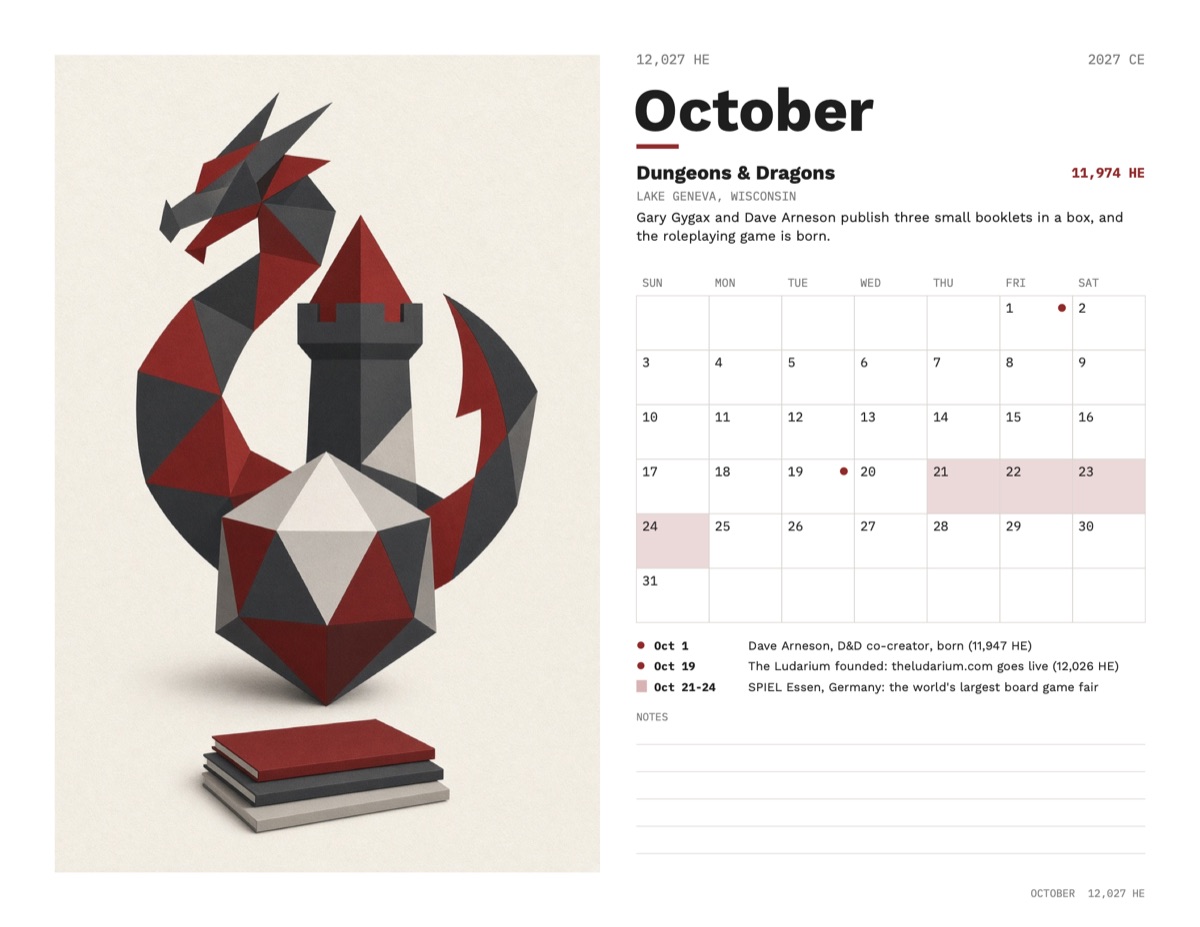 12,027 HE 2027 CE
October
Dungeons & Dragons 11,974 HE
LAKE GENEVA, WISCONSIN
Gary Gygax and Dave Arneson publish three small booklets in a box, and
the roleplaying game is born.
SUN MON TUE WED THU FRI SAT
1 2
3 4 5 6 7 8 9
10 11 12 13 14 15 16
17 18 19 20 21 22 23
24 25 26 27 28 29 30
31
Oct 1 Dave Arneson, D&D co-creator, born (11,947 HE)
Oct 19 The Ludarium founded: theludarium.com goes live (12,026 HE)
Oct 21-24 SPIEL Essen, Germany: the world's largest board game fair
NOTES
OCTOBER 12,027 HE